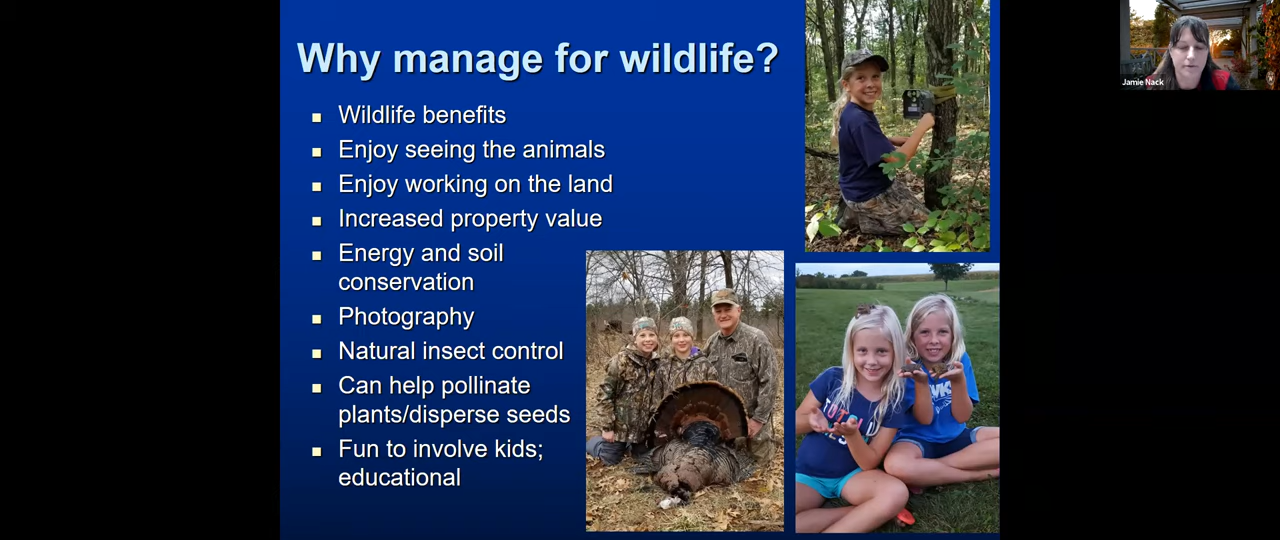 Why manage for wildlife?
Wildlife benefits
Enjoy seeing the animals
Enjoy working on the land
Increased property value
Energy and soil
conservation
Photography
Natural insect control
Can help pollinate
plants/disperse seeds
Fun to involve kids;
educational
Jamie Nack